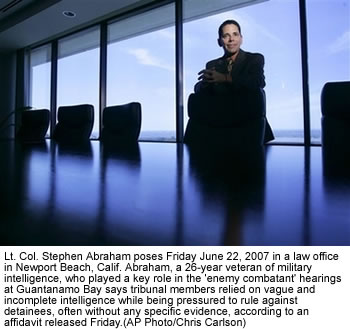 Lt. Col. Stephen Abraham poses Friday June 22, 2007 in a law office
in Newport Beach, Calif. Abraham, a 26-year veteran of military
intelligence, who played a key role in the 'enemy combatant' hearings
at Guantanamo Bay says tribunal members relied on vague and
incomplete intelligence while being pressured to rule against
detainees, often without any specific evidence, according to an
affidavit released Friday.(AP Photo/Chris Carlson)